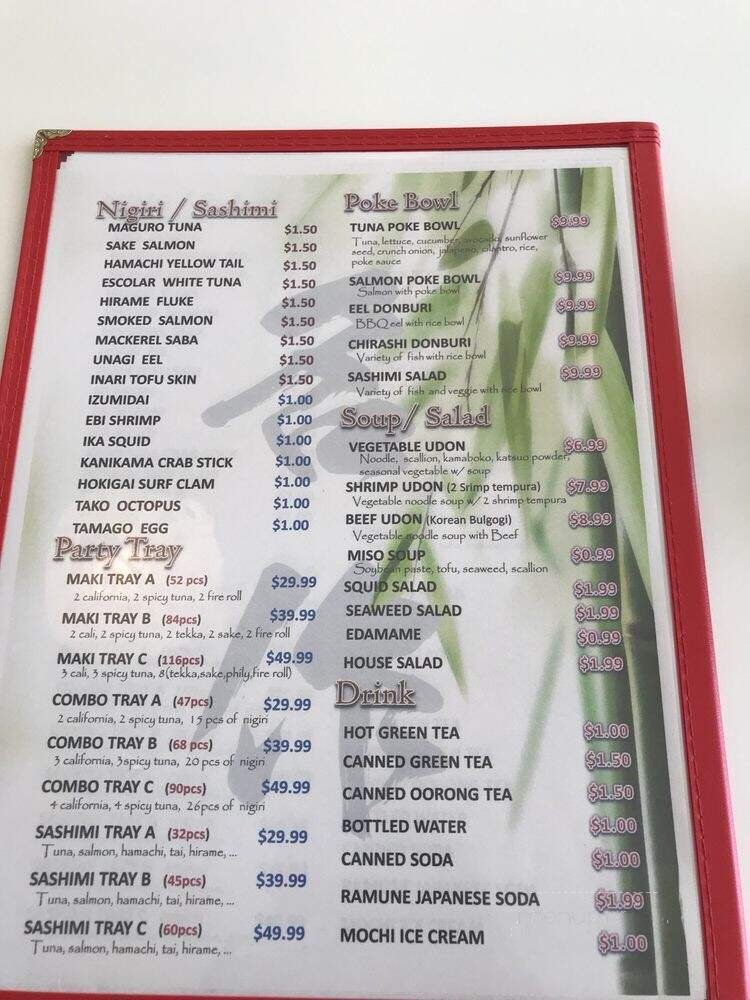 Nigiri / Sashimi
MAGURO TUNA $1.50
SAKE SALMON $1.50
HAMACHI YELLOW TAIL $1.50
ESCOLAR WHITE TUNA $1.50
HIRAME FLUKE $1.50
SMOKED SALMON $1.50
MACKEREL SABA $1.50
UNAGI EEL $1.50
INARI TOFU SKIN $1.50
IZUMIDAI $1.00
EBI SHRIMP $1.00
IKA SQUID $1.00
KANIKAMA CRAB STICK $1.00
HOKIGAI SURF CLAM $1.00
TAKO OCTOPUS $1.00
TAMAGO EGG $1.00
Party Tray
MAKI TRAY A (52 pcs) $29.99
2 california, 2 spicy tuna, 2 fire roll
MAKI TRAY B (84pcs) $39.99
2 cali, 2 spicy tuna, 2 tekka, 2 sake, 2 fire roll
MAKI TRAY C (116pcs) $49.99
3 cali, 3 spicy tuna, 8(tekka,sake,phily,fire roll)
COMBO TRAY A (47pcs) $29.99
2 california, 2 spicy tuna, 15 pcs of nigiri
COMBO TRAY B (68 pcs) $39.99
3 california, 3spicy tuna, 20 pcs of nigiri
COMBO TRAY C (90pcs) $49.99
4 california, 4 spicy tuna, 26pcs of nigiri
SASHIMI TRAY A (32pcs) $29.99
Tuna, salmon, hamachi, tai, hirame, ...
SASHIMI TRAY B (45pcs) $39.99
Tuna, salmon, hamachi, tai, hirame, ...
SASHIMI TRAY C (60pcs) $49.99
Tuna, salmon, hamachi, tai, hirame, ...
Poke Bowl
TUNA POKE BOWL $9.99
Tuna, lettuce, cucumber, avocado, sunflower
seed, crunch onion, jalapeno, cilantro, rice,
poke sauce
SALMON POKE BOWL $9.99
Salmon with poke bowl
EEL DONBURI $9.99
BBQ eel with rice bowl
CHIRASHI DONBURI $9.99
Variety of fish with rice bowl
SASHIMI SALAD $9.99
Variety of fish and veggie with rice bowl
Soup/ Salad
VEGETABLE UDON $6.99
Noodle, scallion, kamaboko, katsuo powder,
seasonal vegetable w/ soup
SHRIMP UDON (2 Srimp tempura) $7.99
Vegetable noodle soup w/ 2 shrimp tempura
BEEF UDON (Korean Bulgogi) $8.99
Vegetable noodle soup with Beef
MISO SOUP $0.99
Soybean paste, tofu, seaweed, scallion
SQUID SALAD $1.99
SEAWEED SALAD $1.99
EDAMAME $0.99
HOUSE SALAD $1.99
Drink
HOT GREEN TEA $1.00
CANNED GREEN TEA $1.50
CANNED OORONG TEA $1.50
BOTTLED WATER $1.00
CANNED SODA $1.00
RAMUNE JAPANESE SODA $1.99
MOCHI ICE CREAM $1.00